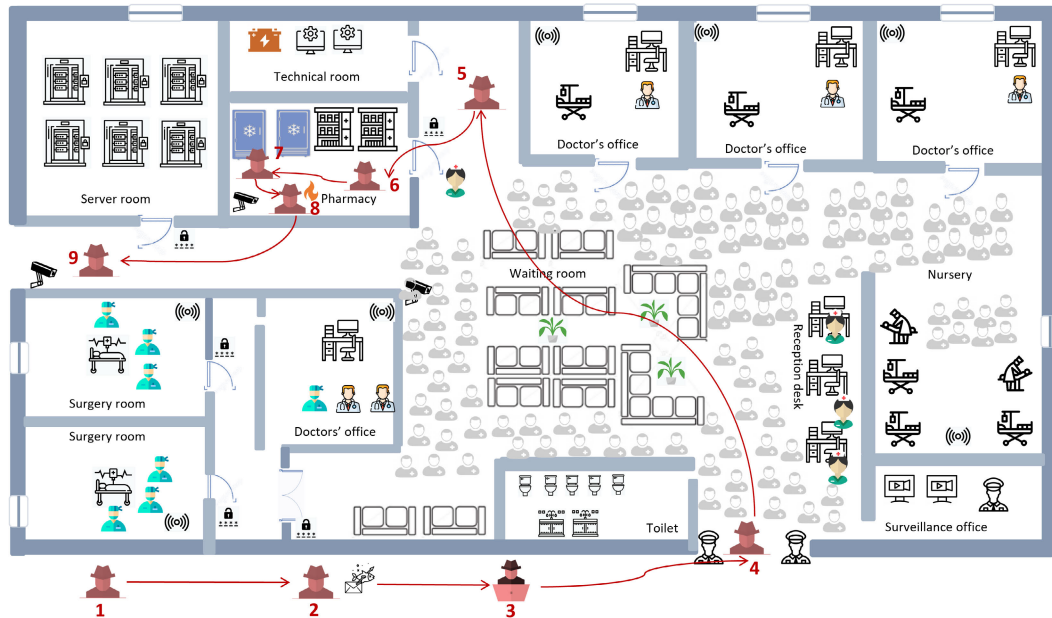 Technical room
5
Doctor's office
Doctor's office
Doctor's office
7
6
Server room
8
Pharmacy
9
Waiting room
Nursery
Reception desk
Surgery room
Doctors' office
Surgery room
Toilet
Surveillance office
4
1
2
3